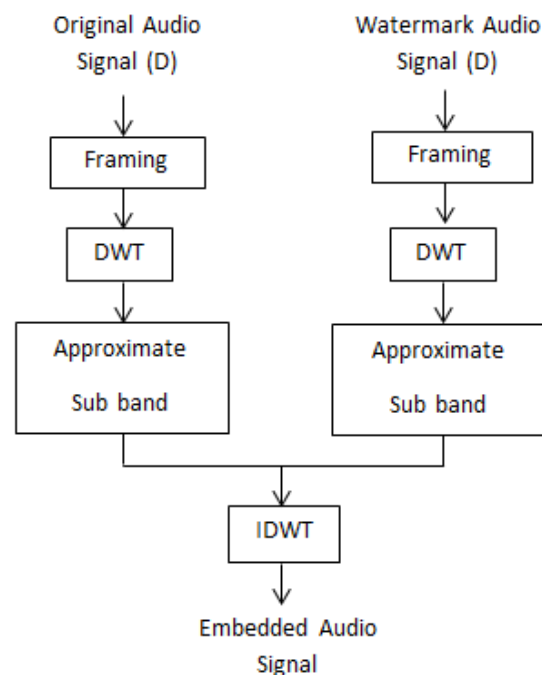 Original Audio
Signal (D)
Watermark Audio
Signal (D)
Framing
Framing
DWT
DWT
Approximate
Sub band
Approximate
Sub band
IDWT
Embedded Audio
Signal